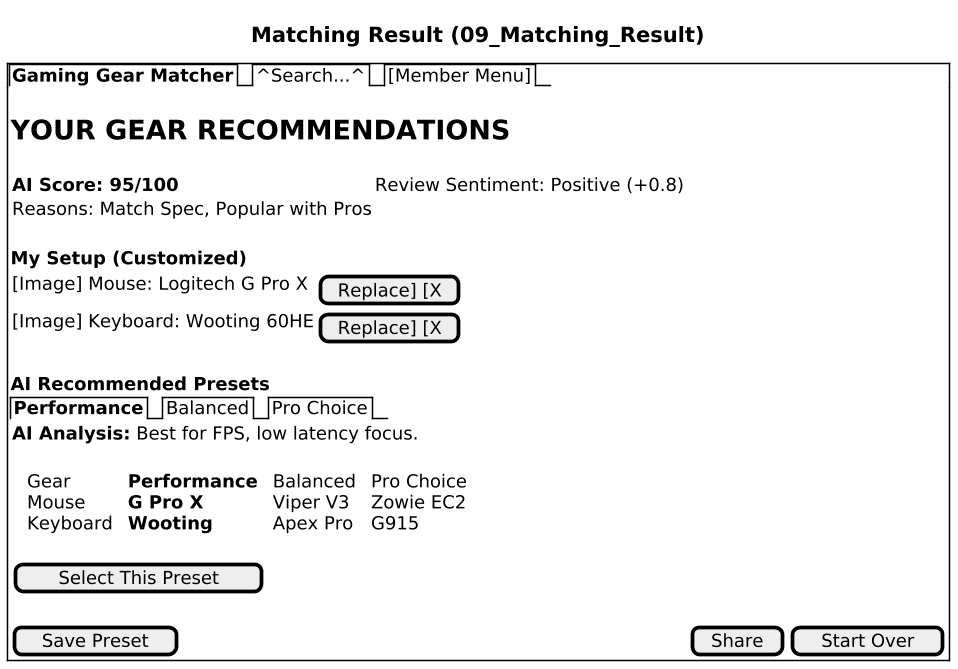 Matching Result (09_Matching_Result)
Gaming Gear Matcher ^Search...^ [Member Menu]
YOUR GEAR RECOMMENDATIONS
AI Score: 95/100 Review Sentiment: Positive (+0.8)
Reasons: Match Spec, Popular with Pros
My Setup (Customized)
[Image] Mouse: Logitech G Pro X Replace] [X
[Image] Keyboard: Wooting 60HE Replace] [X
AI Recommended Presets
Performance Balanced Pro Choice
AI Analysis: Best for FPS, low latency focus.
Gear Performance Balanced Pro Choice
Mouse G Pro X Viper V3 Zowie EC2
Keyboard Wooting Apex Pro G915
Select This Preset
Save Preset Share Start Over